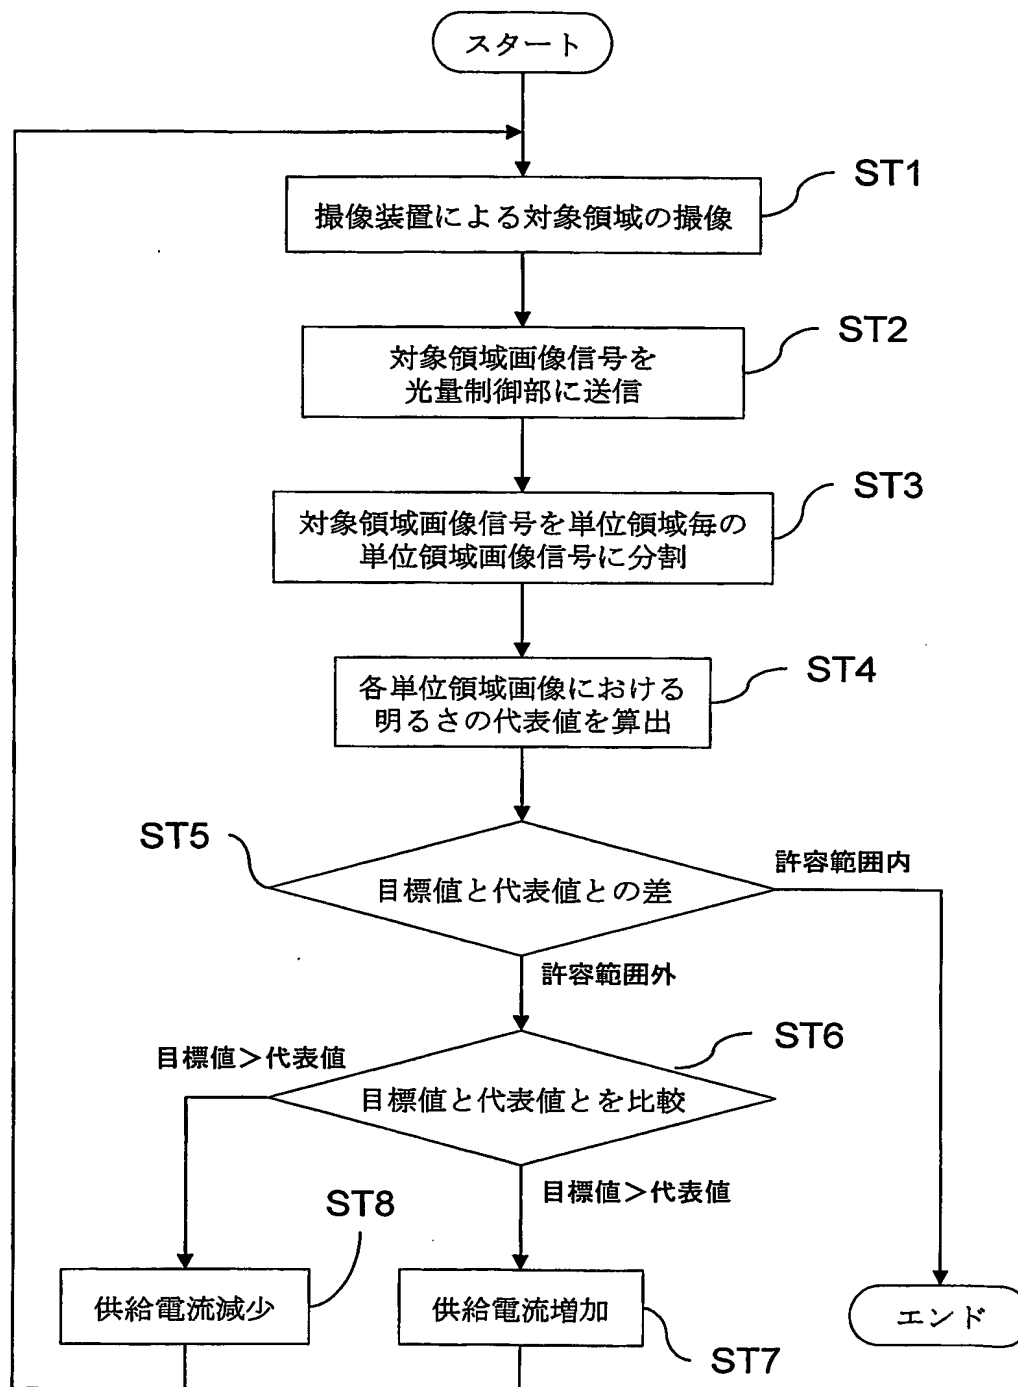 スタート
ST1
撮像装置による対象領域の撮像
ST2
対象領域画像信号を
光量制御部に送信
ST3
対象領域画像信号を単位領域毎の
単位領域画像信号に分割
ST4
各単位領域画像における
明るさの代表値を算出
ST5
目標値と代表値との差
許容範囲内
許容範囲外
ST6
目標値と代表値とを比較
目標値＞代表値
目標値＞代表値
ST8
供給電流減少
供給電流増加
ST7
エンド